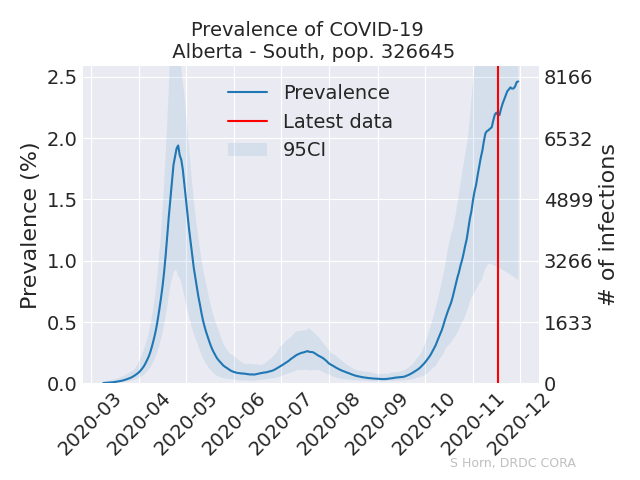 Prevalence of COVID-19
Alberta - South, pop. 326645
Prevalence
Latest data
95CI
Prevalence (%)
2.5
2.0
1.5
1.0
0.5
0.0
8166
6532
4899
3266
1633
0
# of infections
2020-03
2020-04
2020-05
2020-06
2020-07
2020-08
2020-09
2020-10
2020-11
2020-12
S Horn, DRDC CORA